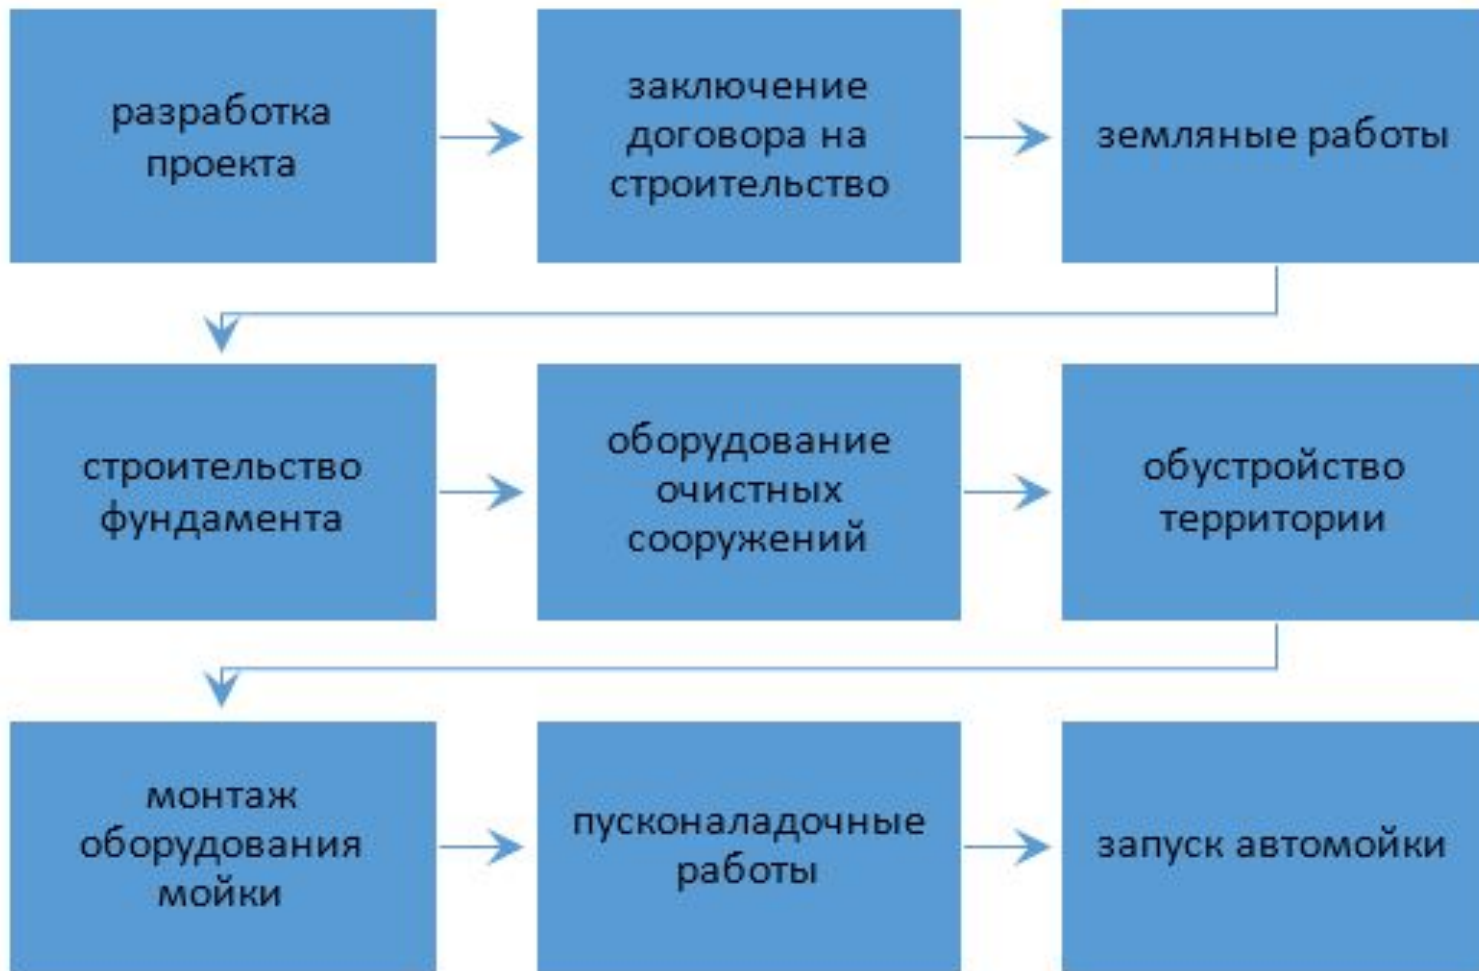 разработка
проекта
заключение
договора на
строительство
земляные работы
строительство
фундамента
оборудование
очистных
сооружений
обустройство
территории
монтаж
оборудования
мойки
пусконаладочные
работы
запуск автомойки